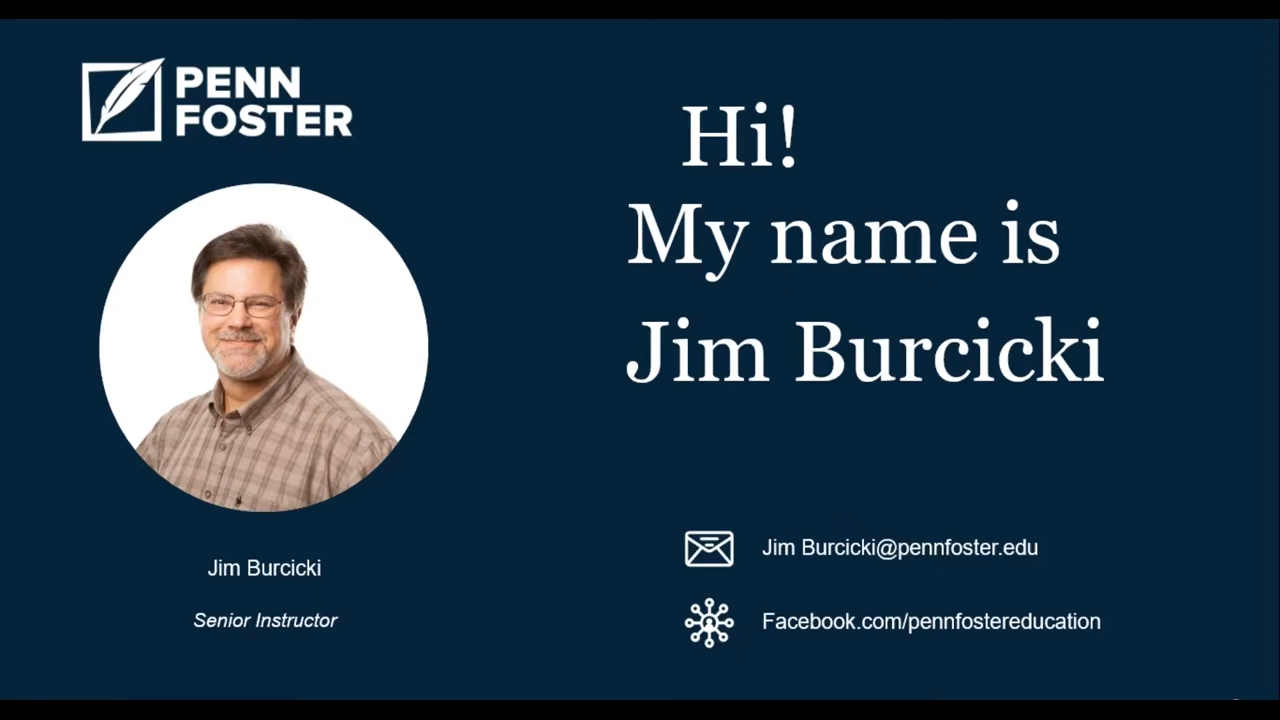 PENN
FOSTER
Hi!
My name is
Jim Burcicki
Jim Burcicki
Senior Instructor
Jim Burcicki@pennfoster.edu
Facebook.com/pennfostereducation